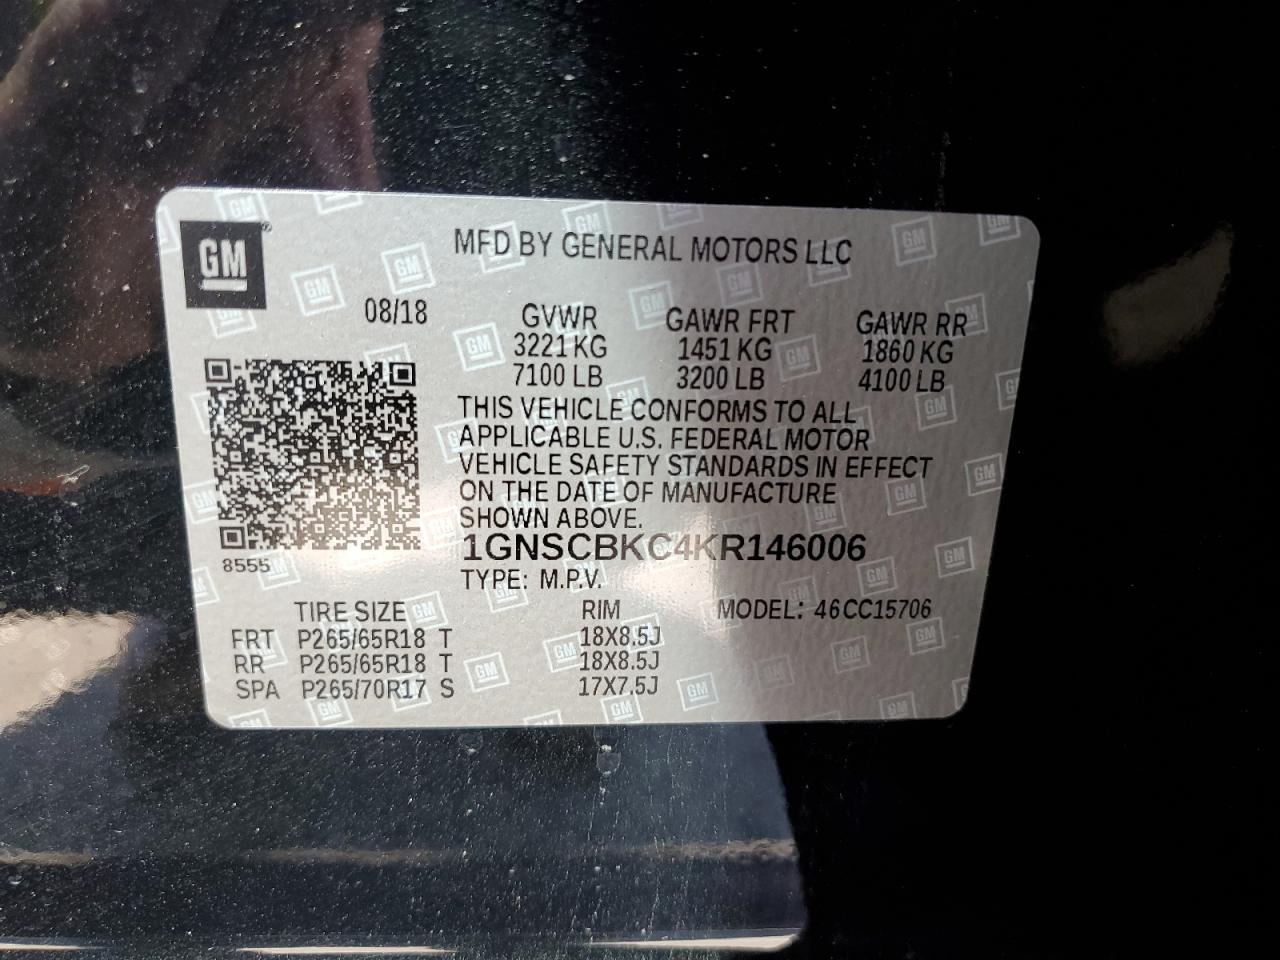 GM®
MFD BY GENERAL MOTORS LLC
08/18 GVWR GAWR FRT GAWR RR
3221 KG 1451 KG 1860 KG
7100 LB 3200 LB 4100 LB
THIS VEHICLE CONFORMS TO ALL
APPLICABLE U.S. FEDERAL MOTOR
VEHICLE SAFETY STANDARDS IN EFFECT
ON THE DATE OF MANUFACTURE
SHOWN ABOVE.
8555 1GNSCBKC4KR146006
TYPE: M.P.V.
TIRE SIZE RIM MODEL: 46CC15706
FRT P265/65R18 T 18X8.5J
RR P265/65R18 T 18X8.5J
SPA P265/70R17 S 17X7.5J